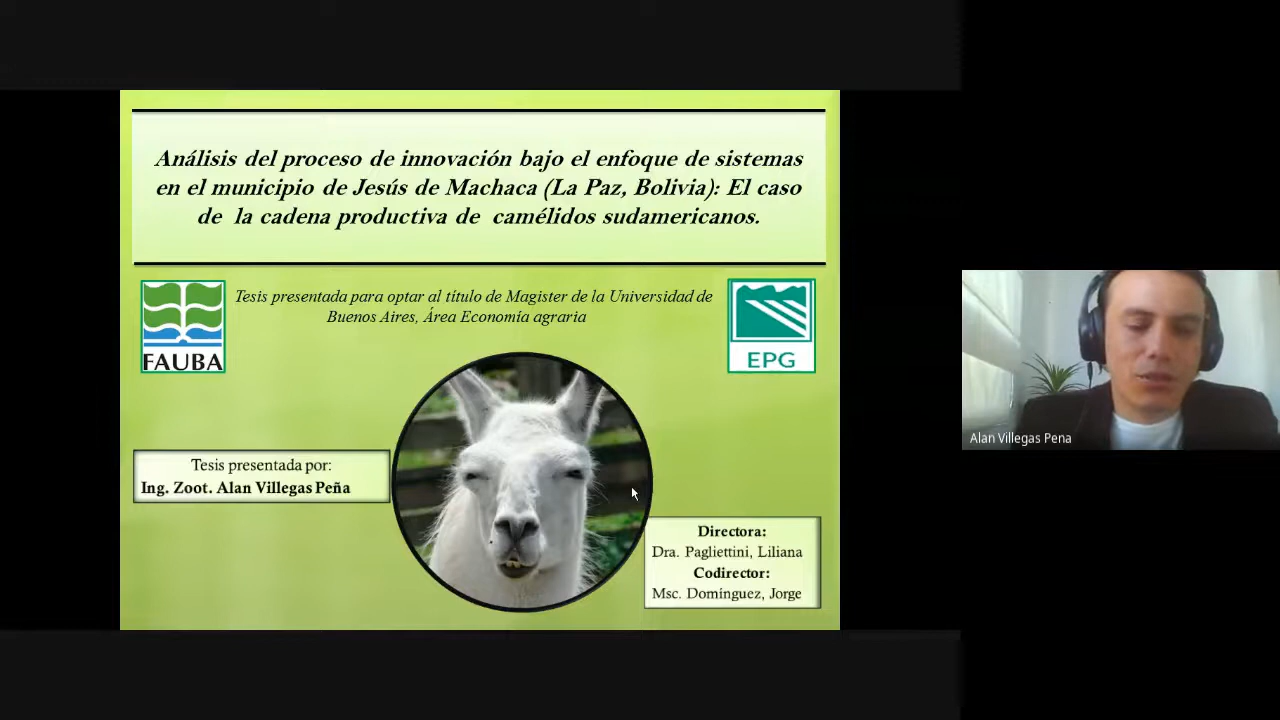 Análisis del proceso de innovación bajo el enfoque de sistemas
en el municipio de Jesús de Machaca (La Paz, Bolivia): El caso
de la cadena productiva de camélidos sudamericanos.
Tesis presentada para optar al título de Magister de la Universidad de
Buenos Aires, Área Economía agraria
FAUBA
EPG
Tesis presentada por:
Ing. Zoot. Alan Villegas Peña
Directora:
Dra. Pagliettini, Liliana
Codirector:
Msc. Domínguez, Jorge
Alan Villegas Pena